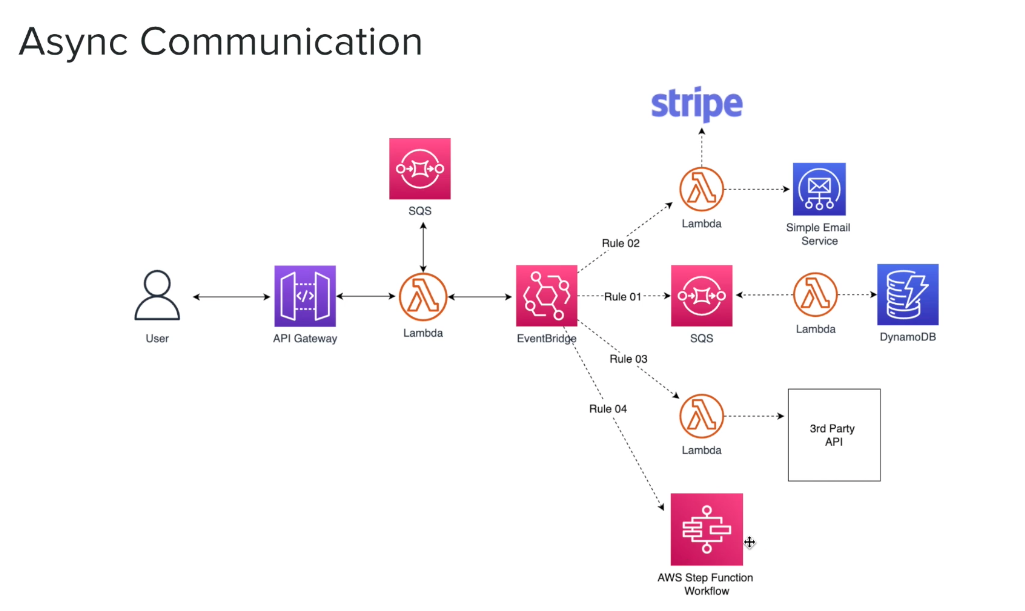 Async Communication
stripe
SQS
Lambda
Simple Email
Service
Rule 02
User
API Gateway
Lambda
EventBridge
Rule 01
SQS
Lambda
DynamoDB
Rule 03
Rule 04
Lambda
3rd Party
API
AWS Step Function
Workflow